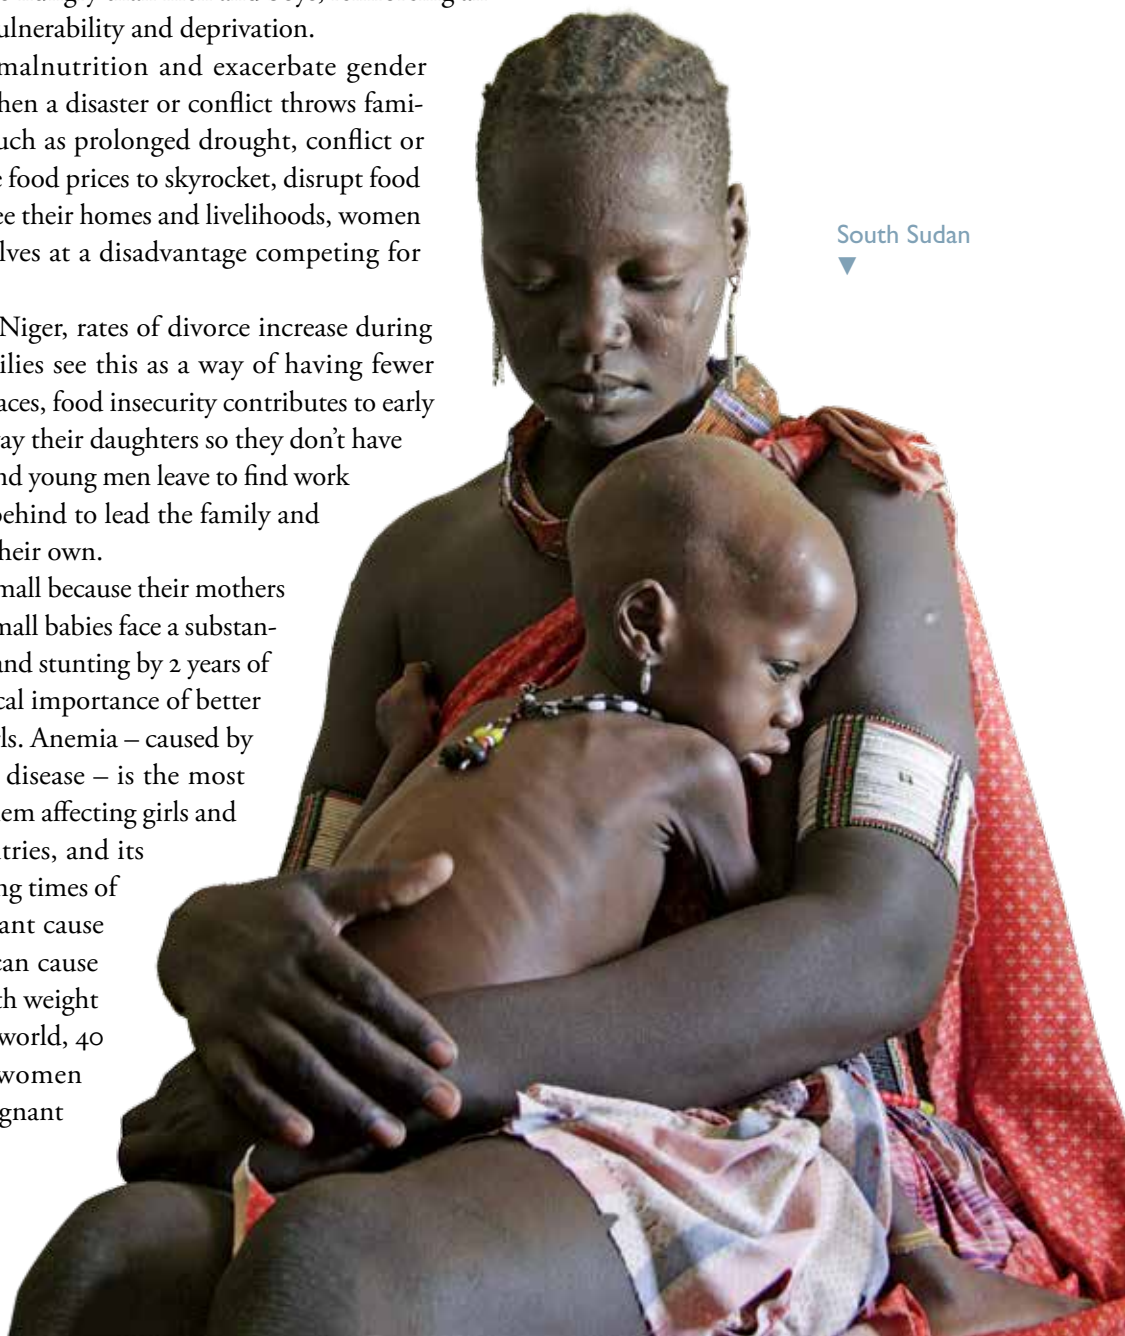 ulnerability and deprivation.
malnutrition and exacerbate gender
hen a disaster or conflict throws fami-
uch as prolonged drought, conflict or
e food prices to skyrocket, disrupt food
ee their homes and livelihoods, women
lves at a disadvantage competing for
Niger, rates of divorce increase during
ilies see this as a way of having fewer
aces, food insecurity contributes to early
ay their daughters so they don’t have
nd young men leave to find work
behind to lead the family and
heir own.
mall because their mothers
mall babies face a substan-
and stunting by 2 years of
cal importance of better
ls. Anemia – caused by
disease – is the most
em affecting girls and
tries, and its
ng times of
ant cause
can cause
th weight
world, 40
women
gnant
South Sudan